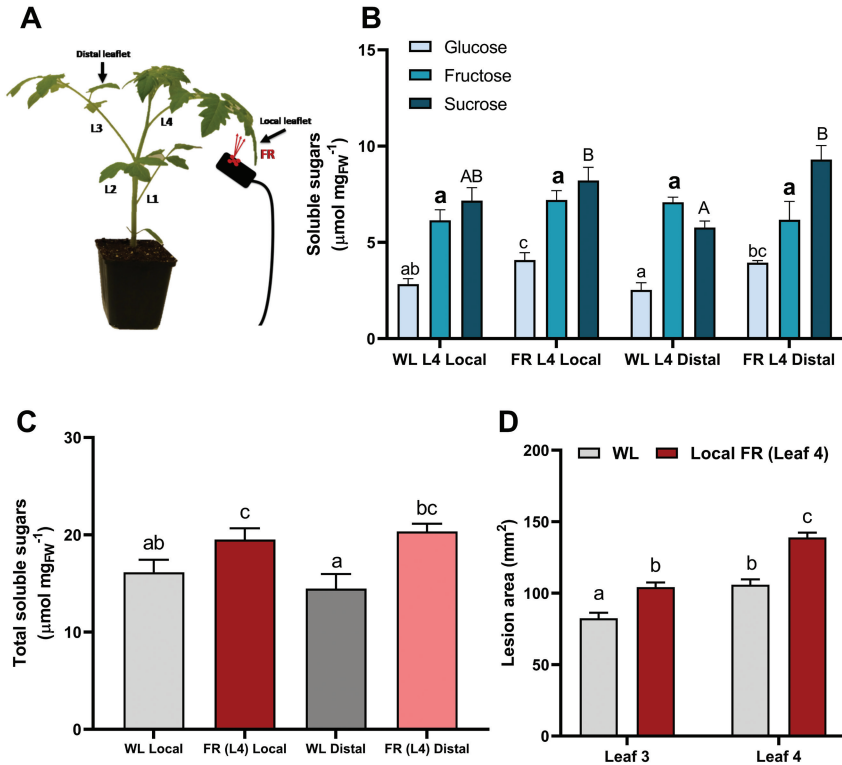 A
Distal leaflet
L3
L4
Local leaflet
FR
L2
L1
B
Glucose
Fructose
Sucrose
Soluble sugars
(μmol mgFW⁻¹)
15
10
5
0
ab
a
AB
c
a
B
a
a
A
bc
a
B
WL L4 Local
FR L4 Local
WL L4 Distal
FR L4 Distal
C
Total soluble sugars
(μmol mgFW⁻¹)
30
20
10
0
ab
c
a
bc
WL Local
FR (L4) Local
WL Distal
FR (L4) Distal
D
WL
Local FR (Leaf 4)
Lesion area (mm²)
200
150
100
50
0
a
b
b
c
Leaf 3
Leaf 4